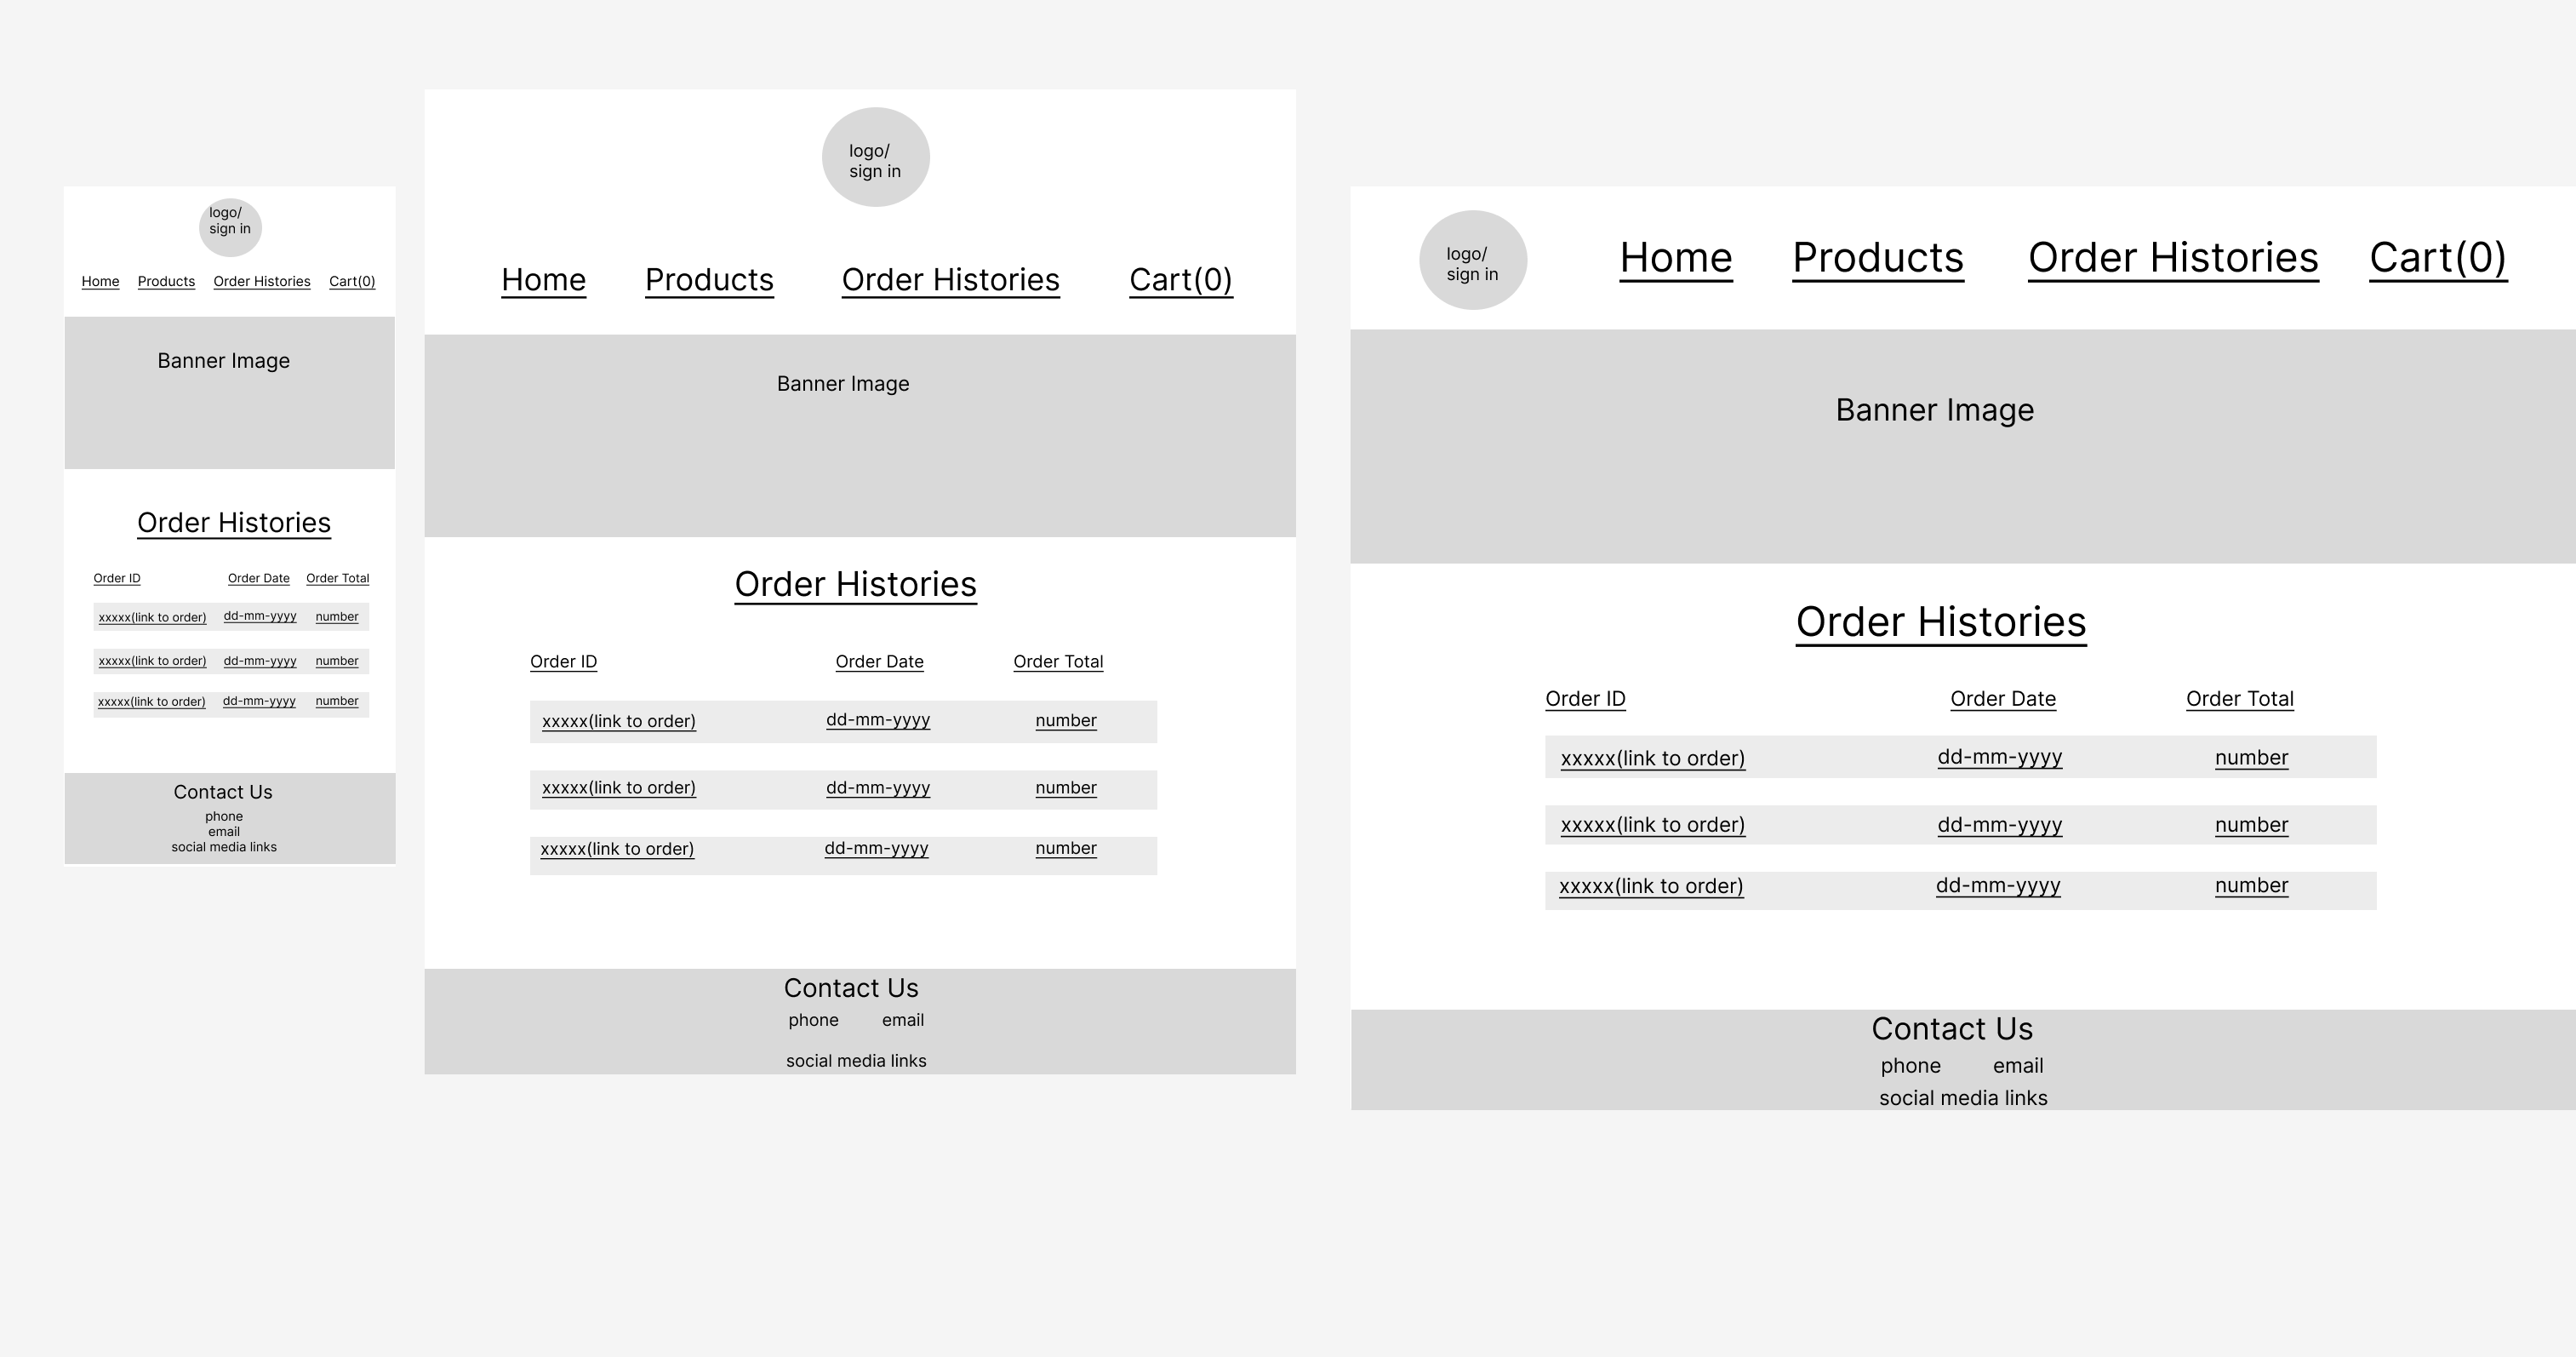 logo/
sign in
Home Products Order Histories Cart(0)
Banner Image
Order Histories
Order ID Order Date Order Total
xxxxx(link to order) dd-mm-yyyy number
xxxxx(link to order) dd-mm-yyyy number
xxxxx(link to order) dd-mm-yyyy number
Contact Us
phone
email
social media links
logo/
sign in
Home Products Order Histories Cart(0)
Banner Image
Order Histories
Order ID Order Date Order Total
xxxxx(link to order) dd-mm-yyyy number
xxxxx(link to order) dd-mm-yyyy number
xxxxx(link to order) dd-mm-yyyy number
Contact Us
phone email
social media links
logo/
sign in
Home Products Order Histories Cart(0)
Banner Image
Order Histories
Order ID Order Date Order Total
xxxxx(link to order) dd-mm-yyyy number
xxxxx(link to order) dd-mm-yyyy number
xxxxx(link to order) dd-mm-yyyy number
Contact Us
phone email
social media links